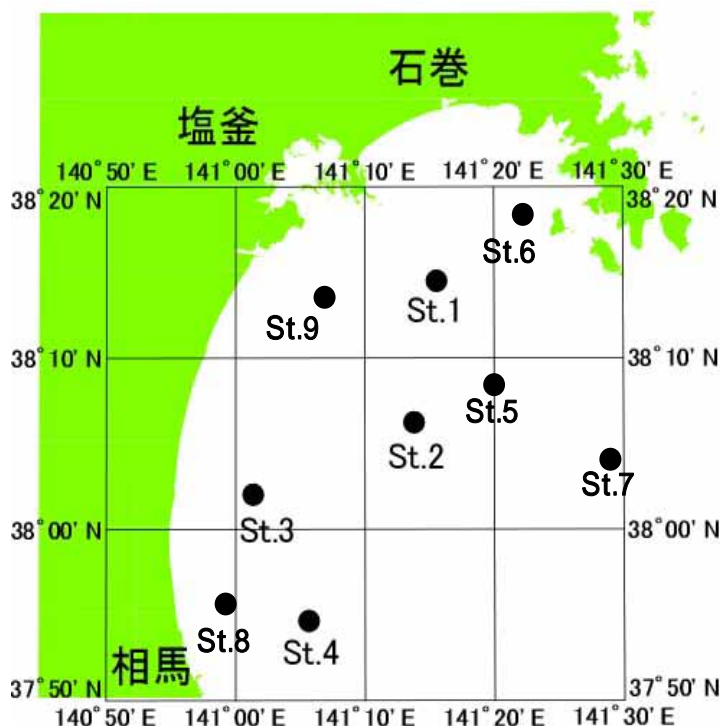 石巻
塩釜
140°50' E 141°00' E 141°10' E 141°20' E 141°30' E
38°20' N 38°20' N
St.6
St.1
St.9
38°10' N 38°10' N
St.5
St.2
St.7
St.3
38°00' N 38°00' N
St.8
St.4
相馬
37°50' N 37°50' N
140°50' E 141°00' E 141°10' E 141°20' E 141°30' E